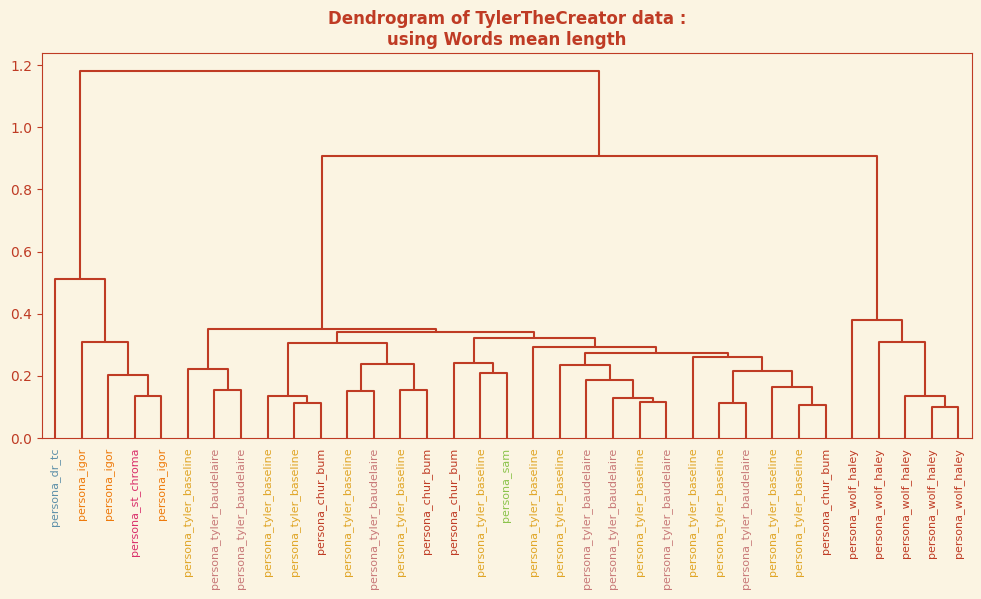 Dendrogram of TylerTheCreator data :
using Words mean length
1.2
1.0
0.8
0.6
0.4
0.2
0.0
persona_dr_tc
persona_igor
persona_igor
persona_st_chroma
persona_igor
persona_tyler_baseline
persona_tyler_baudelaire
persona_tyler_baudelaire
persona_tyler_baseline
persona_tyler_baseline
persona_chur_bum
persona_tyler_baseline
persona_tyler_baudelaire
persona_tyler_baseline
persona_chur_bum
persona_chur_bum
persona_tyler_baseline
persona_sam
persona_tyler_baseline
persona_tyler_baseline
persona_tyler_baudelaire
persona_tyler_baudelaire
persona_tyler_baseline
persona_tyler_baudelaire
persona_tyler_baseline
persona_tyler_baseline
persona_tyler_baudelaire
persona_tyler_baseline
persona_tyler_baseline
persona_chur_bum
persona_wolf_haley
persona_wolf_haley
persona_wolf_haley
persona_wolf_haley
persona_wolf_haley